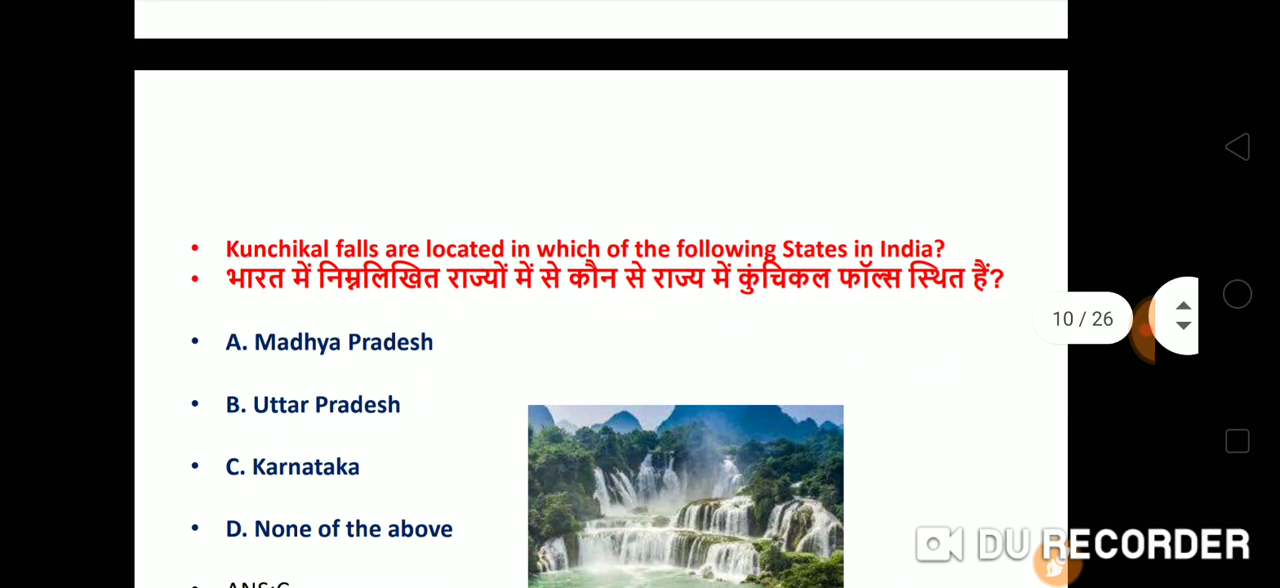 Kunchikal falls are located in which of the following States in India?
भारत में निम्नलिखित राज्यों में से कौन से राज्य में कुंचिकल फॉल्स स्थित हैं?
10 / 26
A. Madhya Pradesh
B. Uttar Pradesh
C. Karnataka
D. None of the above
DU RECORDER
ANS:C